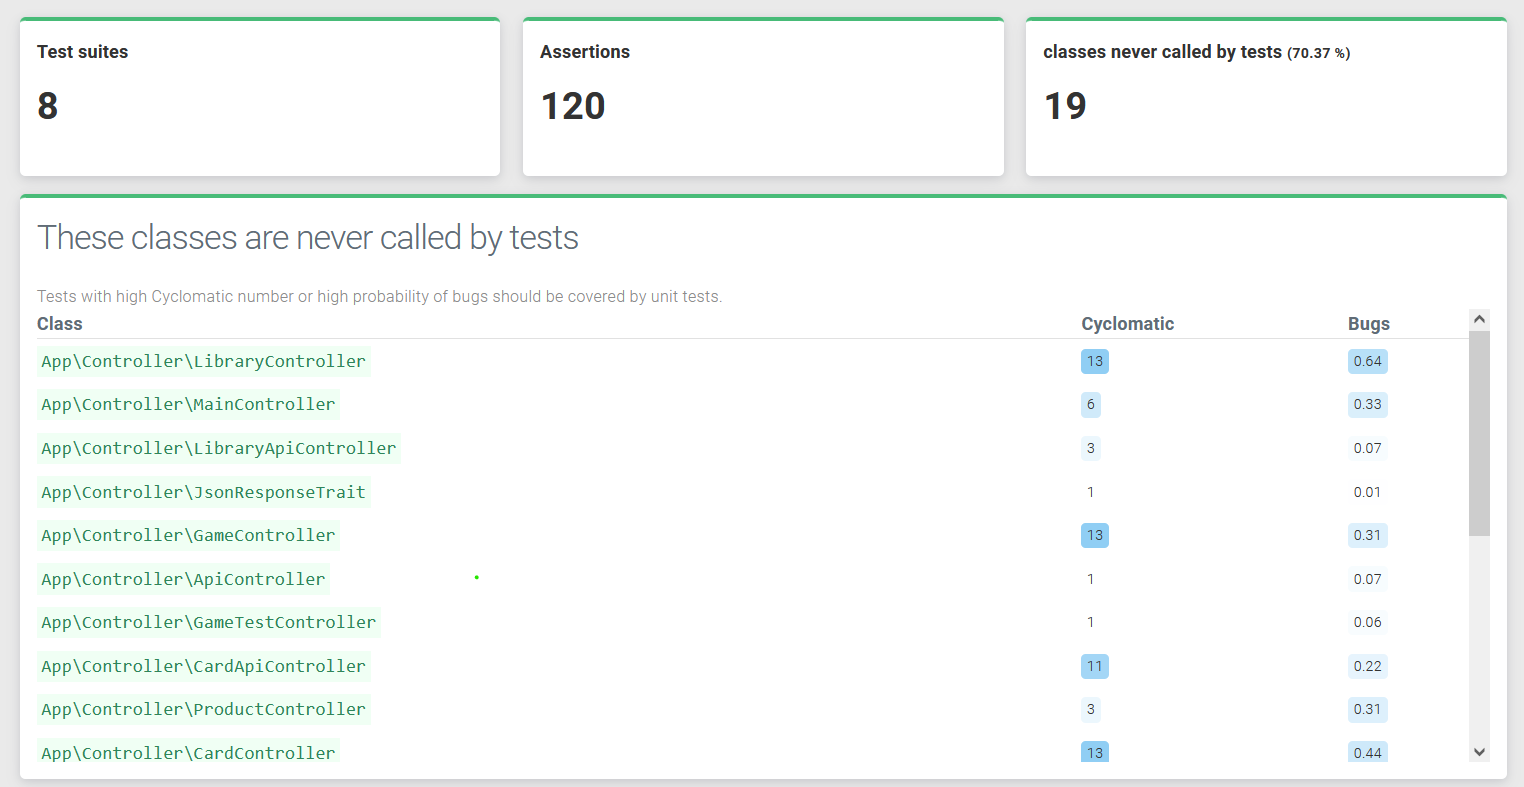 Test suites
8
Assertions
120
classes never called by tests (70.37 %)
19
These classes are never called by tests
Tests with high Cyclomatic number or high probability of bugs should be covered by unit tests.
Class Cyclomatic Bugs
App\Controller\LibraryController 13 0.64
App\Controller\MainController 6 0.33
App\Controller\LibraryApiController 3 0.07
App\Controller\JsonResponseTrait 1 0.01
App\Controller\GameController 13 0.31
App\Controller\ApiController 1 0.07
App\Controller\GameTestController 1 0.06
App\Controller\CardApiController 11 0.22
App\Controller\ProductController 3 0.31
App\Controller\CardController 13 0.44